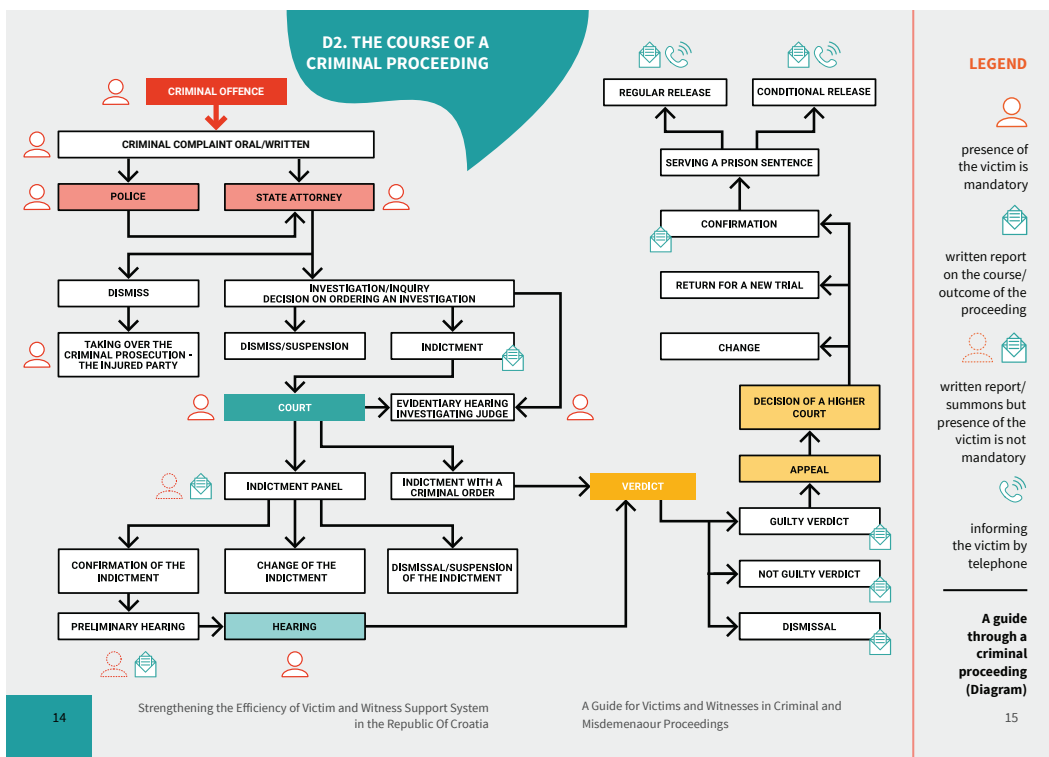 D2. THE COURSE OF A
CRIMINAL PROCEEDING
CRIMINAL OFFENCE
CRIMINAL COMPLAINT ORAL/WRITTEN
POLICE
STATE ATTORNEY
DISMISS
INVESTIGATION/INQUIRY
DECISION ON ORDERING AN INVESTIGATION
TAKING OVER THE
CRIMINAL PROSECUTION -
THE INJURED PARTY
DISMISS/SUSPENSION
INDICTMENT
COURT
EVIDENTIARY HEARING
INVESTIGATING JUDGE
INDICTMENT PANEL
INDICTMENT WITH A
CRIMINAL ORDER
CONFIRMATION OF THE
INDICTMENT
CHANGE OF THE
INDICTMENT
DISMISSAL/SUSPENSION
OF THE INDICTMENT
PRELIMINARY HEARING
HEARING
REGULAR RELEASE
CONDITIONAL RELEASE
SERVING A PRISON SENTENCE
CONFIRMATION
RETURN FOR A NEW TRIAL
CHANGE
DECISION OF A HIGHER
COURT
APPEAL
VERDICT
GUILTY VERDICT
NOT GUILTY VERDICT
DISMISSAL
LEGEND
presence of
the victim is
mandatory
written report
on the course/
outcome of the
proceeding
written report/
summons but
presence of the
victim is not
mandatory
informing
the victim by
telephone
A guide
through a
criminal
proceeding
(Diagram)
14
Strengthening the Efficiency of Victim and Witness Support System
in the Republic Of Croatia
A Guide for Victims and Witnesses in Criminal and
Misdemenaour Proceedings
15